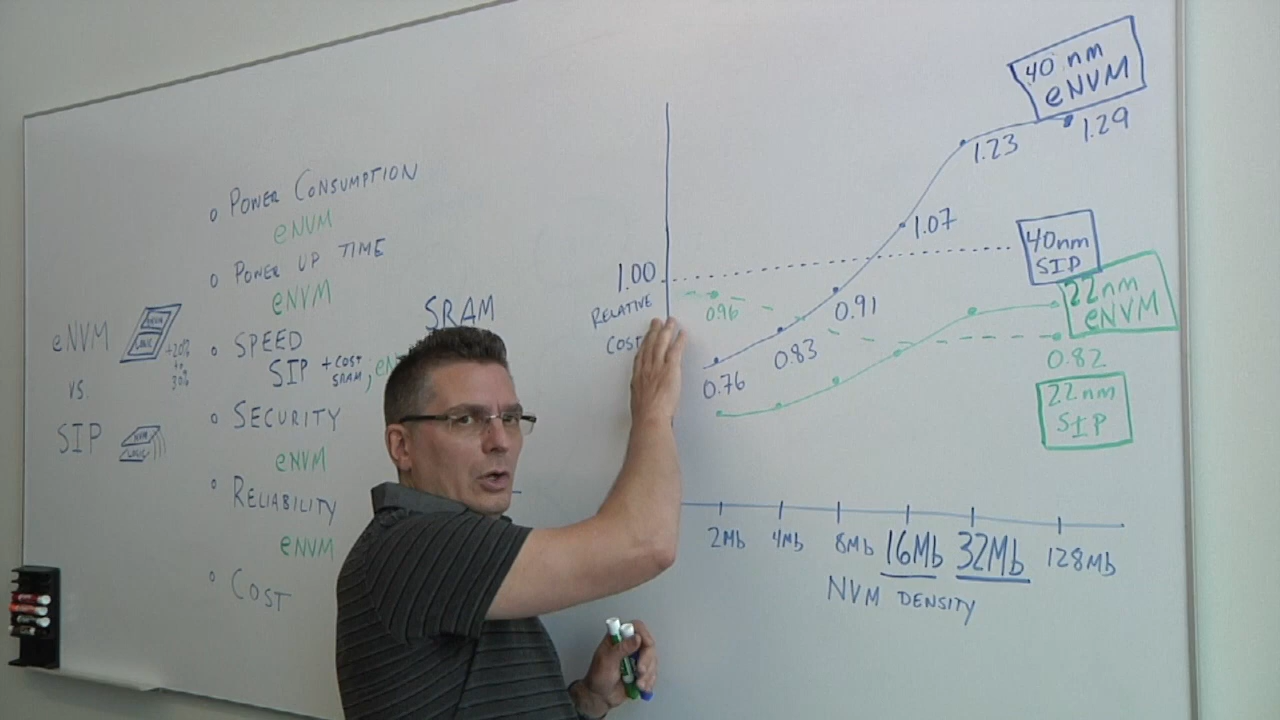 eNVM
VS
SIP
+20%
to
30%
LOGIC
o POWER CONSUMPTION
eNVM
o POWER UP TIME
eNVM
o SPEED
SIP + COST
SRAM ; eN
o SECURITY
eNVM
o RELIABILITY
eNVM
o COST
SRAM
1.00
RELATIVE
COST
0.96
0.76
0.83
0.91
1.07
1.23
1.29
40 nm
eNVM
40nm
SIP
22nm
eNVM
0.82
22nm
SIP
2Mb 4Mb 8Mb 16Mb 32Mb 128Mb
NVM DENSITY